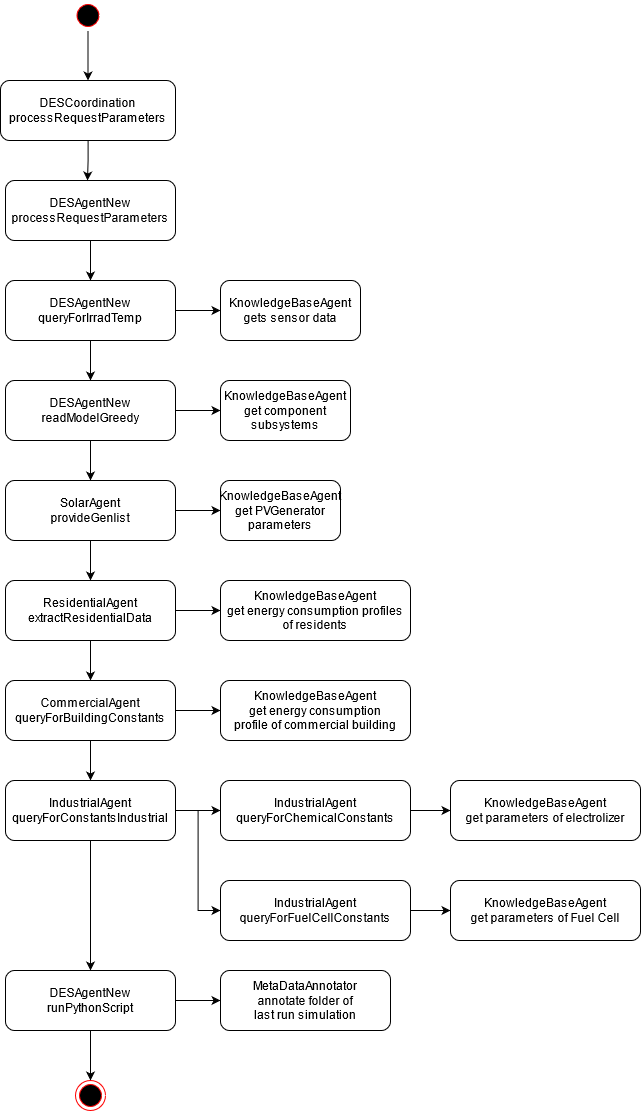 DESCoordination
processRequestParameters
DESAgentNew
processRequestParameters
DESAgentNew
queryForIrradTemp
KnowledgeBaseAgent
gets sensor data
DESAgentNew
readModelGreedy
KnowledgeBaseAgent
get component
subsystems
SolarAgent
provideGenlist
KnowledgeBaseAgent
get PVGenerator
parameters
ResidentialAgent
extractResidentialData
KnowledgeBaseAgent
get energy consumption profiles
of residents
CommercialAgent
queryForBuildingConstants
KnowledgeBaseAgent
get energy consumption
profile of commercial building
IndustrialAgent
queryForConstantsIndustrial
IndustrialAgent
queryForChemicalConstants
KnowledgeBaseAgent
get parameters of electrolizer
IndustrialAgent
queryForFuelCellConstants
KnowledgeBaseAgent
get parameters of Fuel Cell
DESAgentNew
runPythonScript
MetaDataAnnotator
annotate folder of
last run simulation